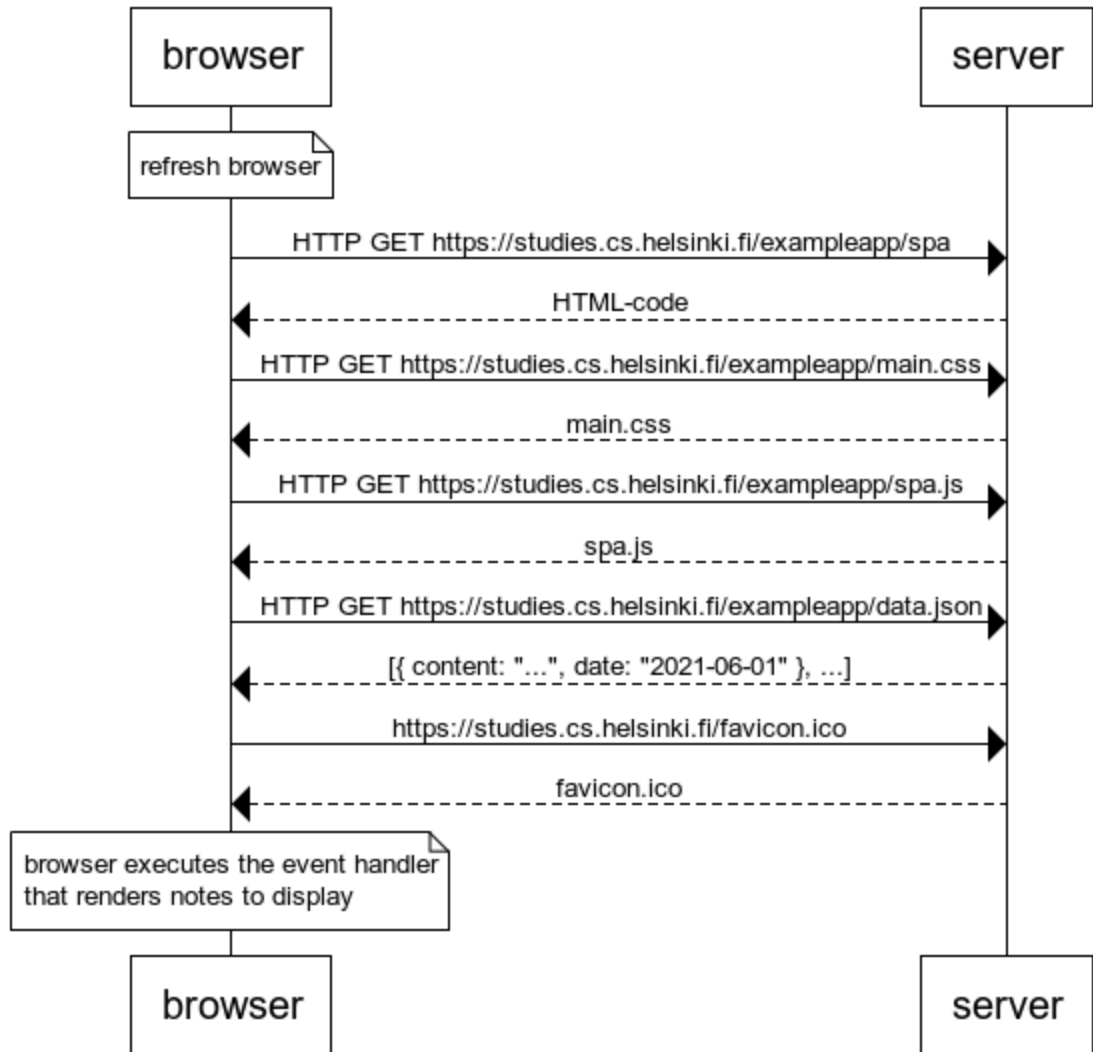 browser
server
refresh browser
HTTP GET https://studies.cs.helsinki.fi/exampleapp/spa
HTML-code
HTTP GET https://studies.cs.helsinki.fi/exampleapp/main.css
main.css
HTTP GET https://studies.cs.helsinki.fi/exampleapp/spa.js
spa.js
HTTP GET https://studies.cs.helsinki.fi/exampleapp/data.json
[{ content: "...", date: "2021-06-01" }, ...]
https://studies.cs.helsinki.fi/favicon.ico
favicon.ico
browser executes the event handler
that renders notes to display
browser
server